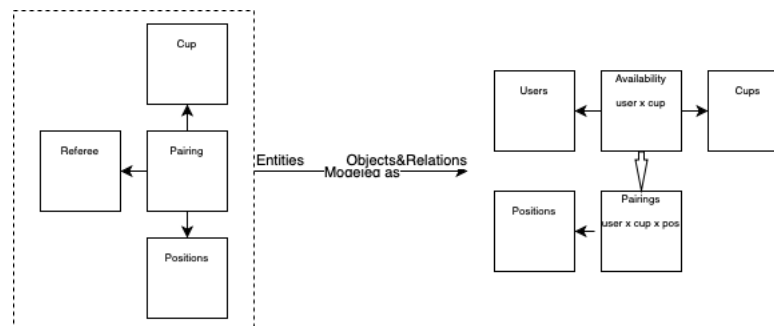 Cup
Referee
Pairing
Positions
Entities
Objects&Relations
Modeled as
Users
Availability
user x cup
Cups
Positions
Pairings
user x cup x pos